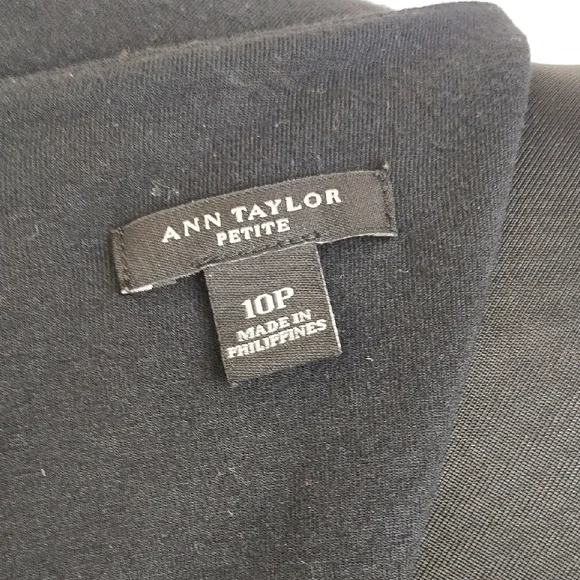 ANN TAYLOR
PETITE
10P
MADE IN
PHILIPPINES